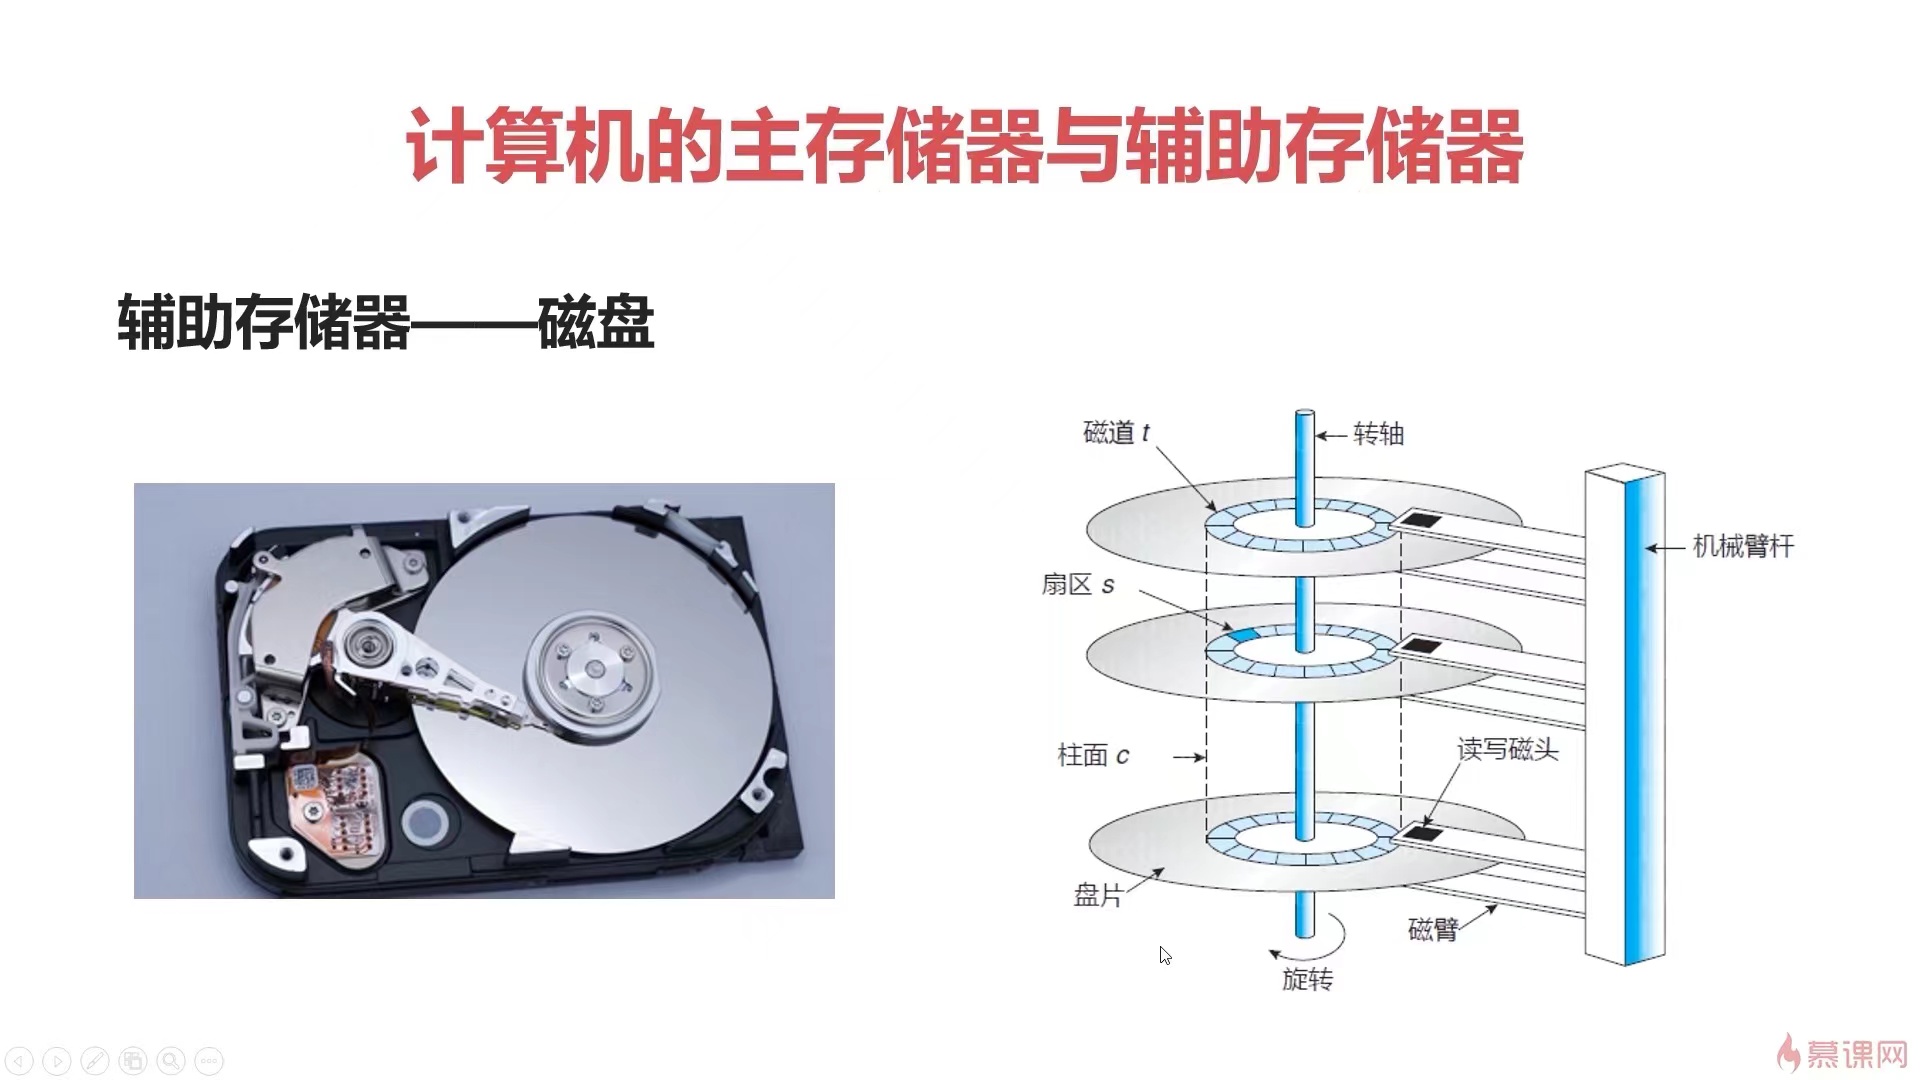 计算机的主存储器与辅助存储器
辅助存储器——磁盘
磁道 t
转轴
机械臂杆
扇区 s
柱面 c
读写磁头
盘片
磁臂
旋转
慕课网